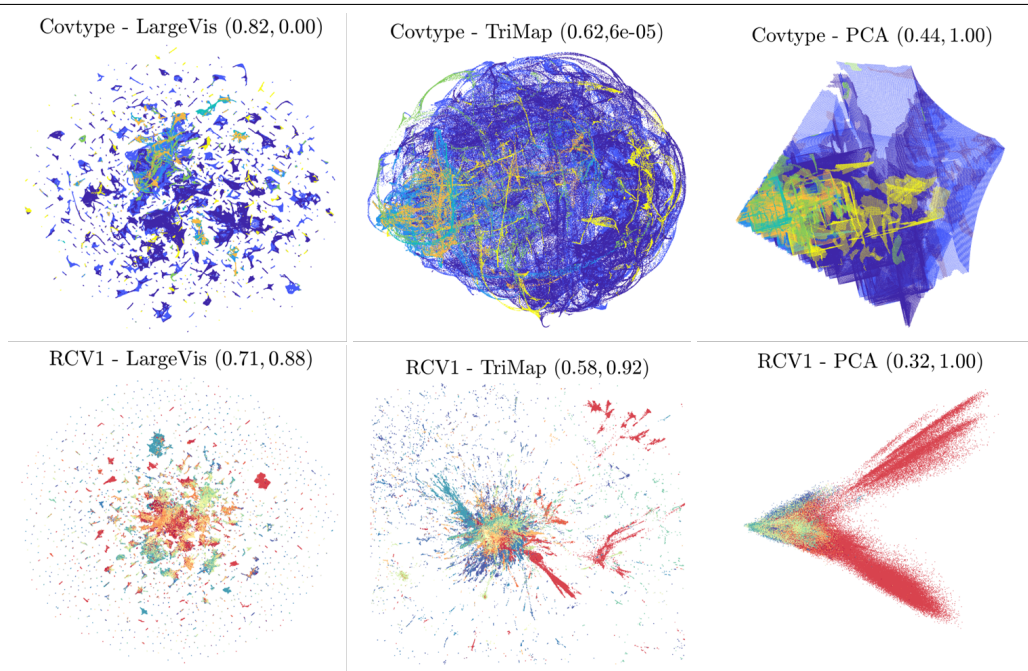 Covtype - LargeVis (0.82, 0.00)
Covtype - TriMap (0.62,6e-05)
Covtype - PCA (0.44, 1.00)
RCV1 - LargeVis (0.71, 0.88)
RCV1 - TriMap (0.58, 0.92)
RCV1 - PCA (0.32, 1.00)